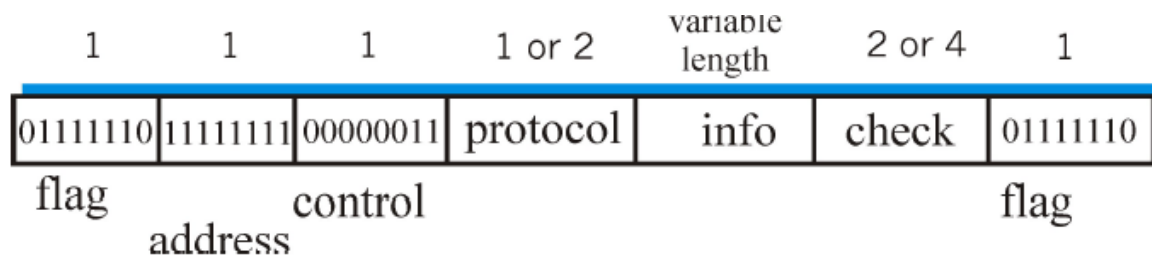 1 1 1 1 or 2 variable length 2 or 4 1
01111110 11111111 00000011 protocol info check 01111110
flag address control flag